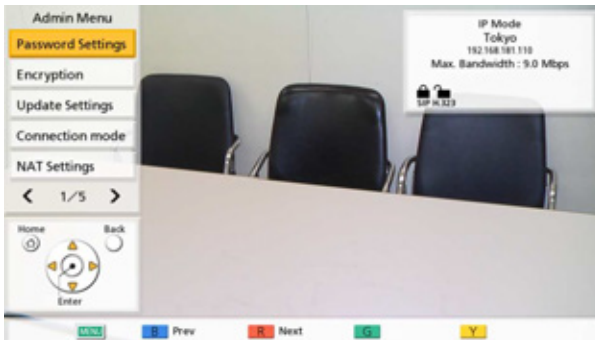 Admin Menu
Password Settings
Encryption
Update Settings
Connection mode
NAT Settings
1/5
Home
Back
Enter
IP Mode
Tokyo
192.168.181.110
Max. Bandwidth : 9.0 Mbps
SIP H.323
MENU
B Prev
R Next
G
Y